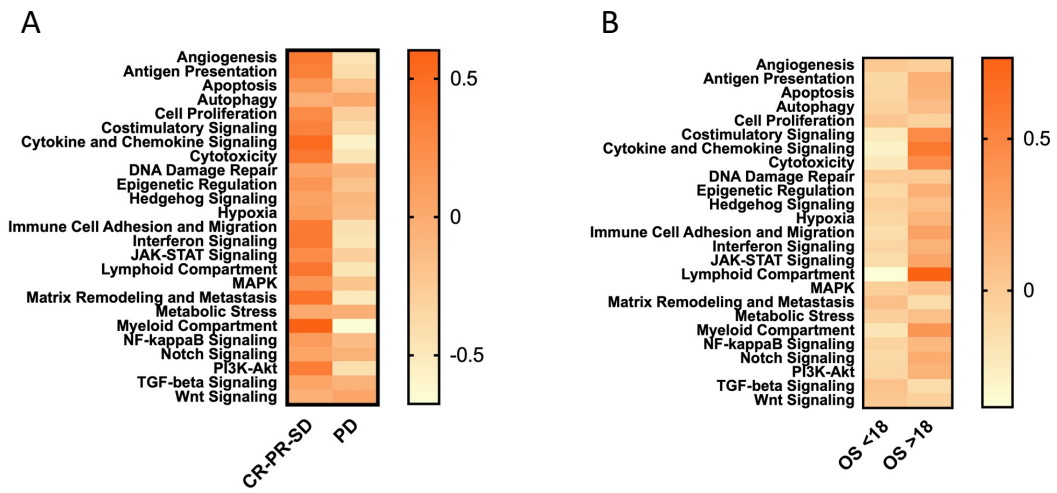 A
Angiogenesis
Antigen Presentation
Apoptosis
Autophagy
Cell Proliferation
Costimulatory Signaling
Cytokine and Chemokine Signaling
Cytotoxicity
DNA Damage Repair
Epigenetic Regulation
Hedgehog Signaling
Hypoxia
Immune Cell Adhesion and Migration
Interferon Signaling
JAK-STAT Signaling
Lymphoid Compartment
MAPK
Matrix Remodeling and Metastasis
Metabolic Stress
Myeloid Compartment
NF-kappaB Signaling
Notch Signaling
PI3K-Akt
TGF-beta Signaling
Wnt Signaling
CR-PR-SD
PD
0.5
0
-0.5
B
Angiogenesis
Antigen Presentation
Apoptosis
Autophagy
Cell Proliferation
Costimulatory Signaling
Cytokine and Chemokine Signaling
Cytotoxicity
DNA Damage Repair
Epigenetic Regulation
Hedgehog Signaling
Hypoxia
Immune Cell Adhesion and Migration
Interferon Signaling
JAK-STAT Signaling
Lymphoid Compartment
MAPK
Matrix Remodeling and Metastasis
Metabolic Stress
Myeloid Compartment
NF-kappaB Signaling
Notch Signaling
PI3K-Akt
TGF-beta Signaling
Wnt Signaling
OS <18
OS >18
0.5
0